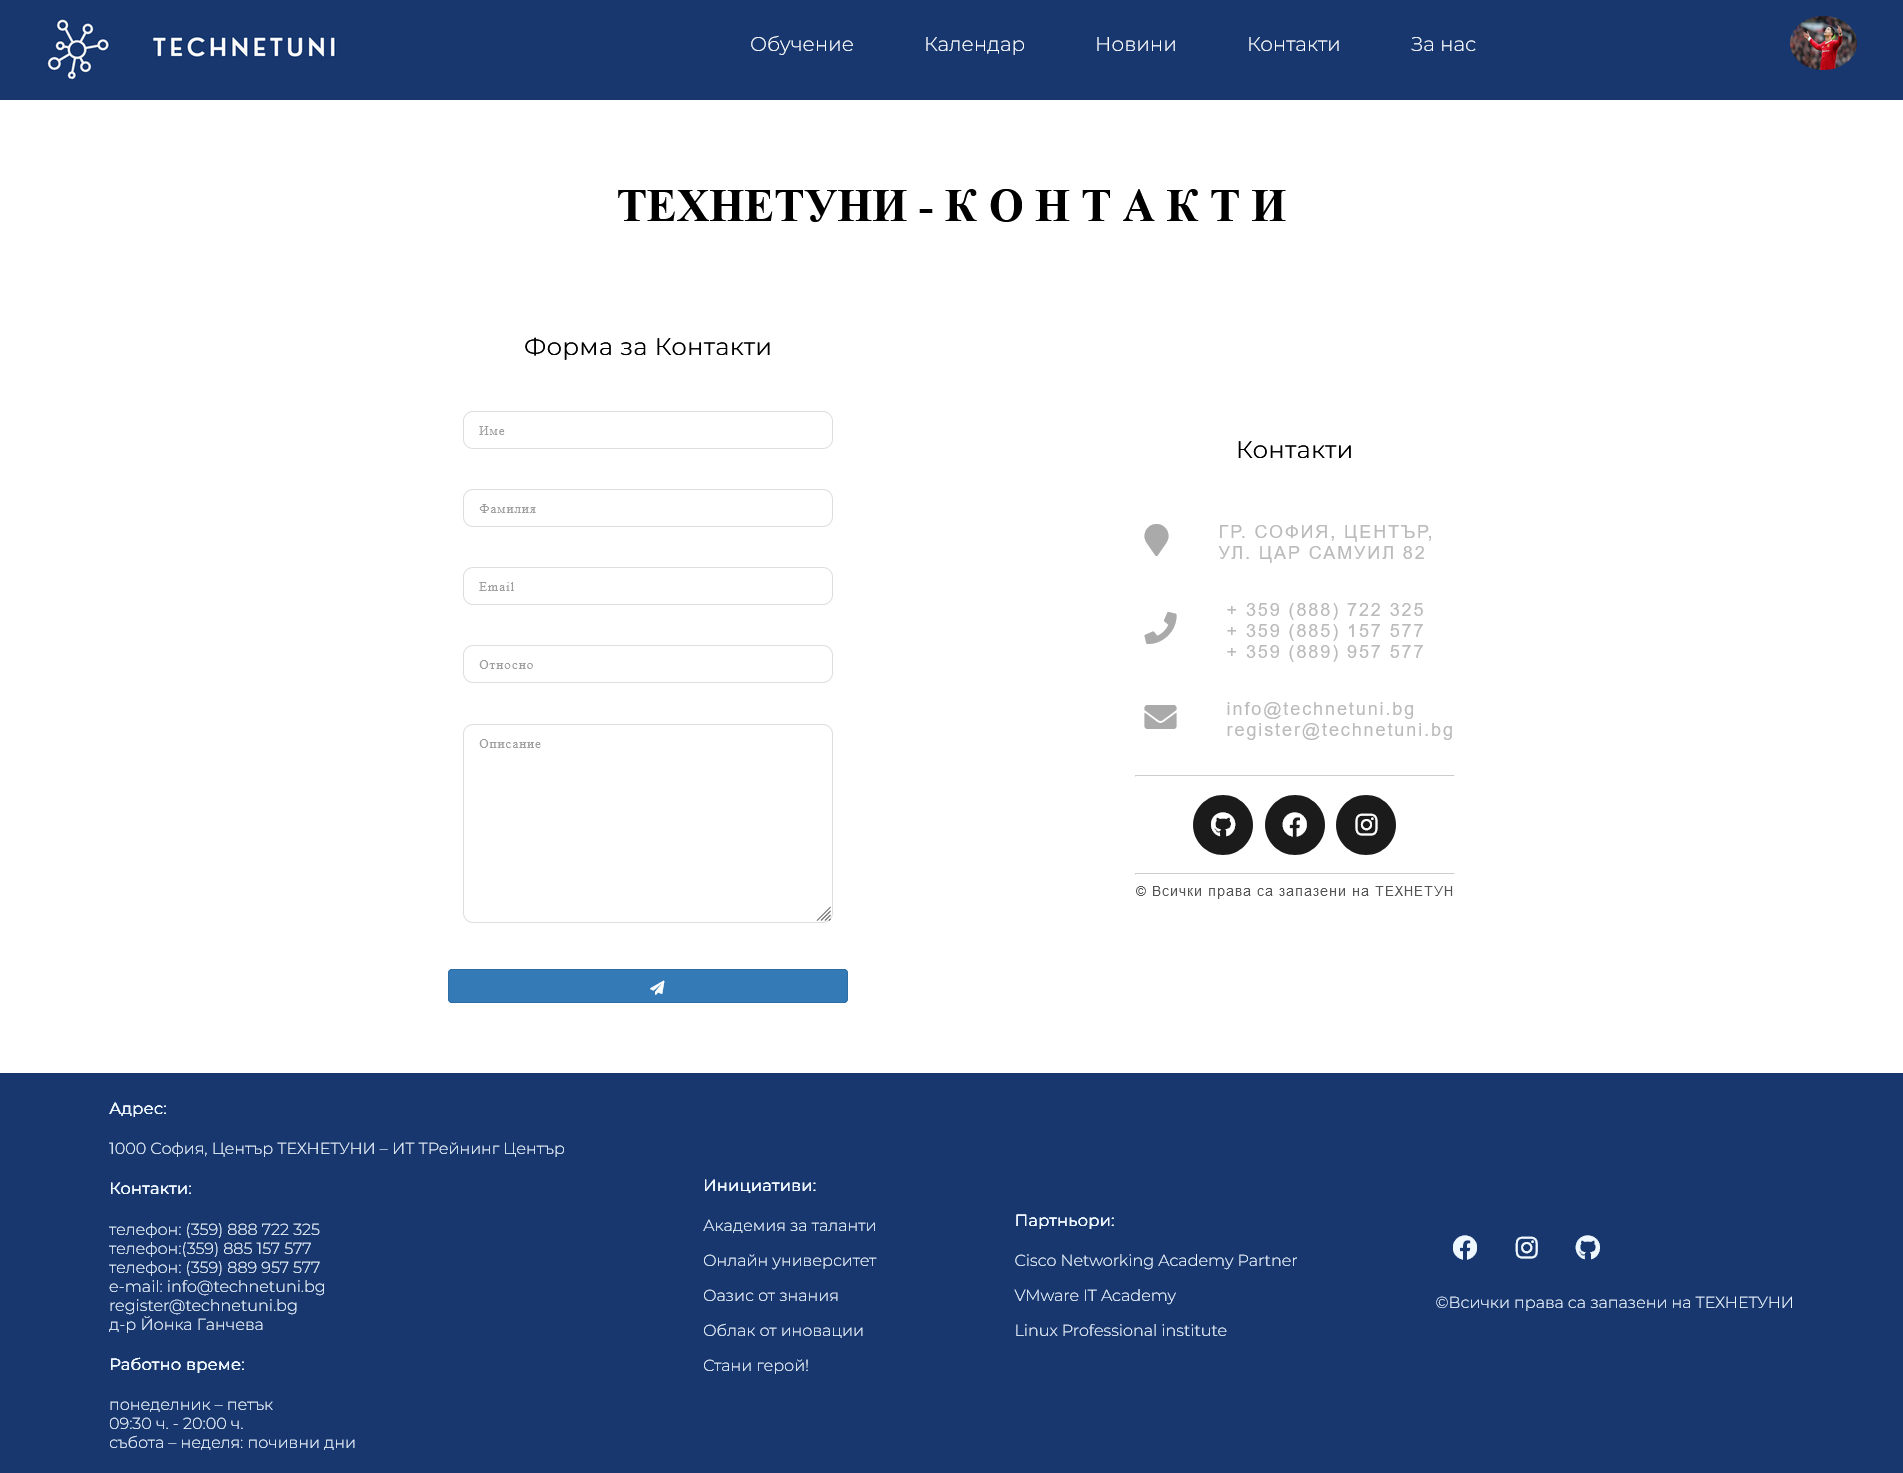 TECHNETUNI
Обучение
Календар
Новини
Контакти
За нас
ТЕХНЕТУНИ - К О Н Т А К Т И
Форма за Контакти
Име
Фамилия
Email
Относно
Описание
Контакти
ГР. СОФИЯ, ЦЕНТЪР,
УЛ. ЦАР САМУИЛ 82
+ 359 (888) 722 325
+ 359 (885) 157 577
+ 359 (889) 957 577
info@technetuni.bg
register@technetuni.bg
© Всички права са запазени на ТЕХНЕТУН
Адрес:
1000 София, Център ТЕХНЕТУНИ – ИТ ТРейнинг Център
Контакти:
телефон: (359) 888 722 325
телефон:(359) 885 157 577
телефон: (359) 889 957 577
e-mail: info@technetuni.bg
register@technetuni.bg
д-р Йонка Ганчева
Работно време:
понеделник – петък
09:30 ч. - 20:00 ч.
събота – неделя: почивни дни
Инициативи:
Академия за таланти
Онлайн университет
Оазис от знания
Облак от иновации
Стани герой!
Партньори:
Cisco Networking Academy Partner
VMware IT Academy
Linux Professional institute
©Всички права са запазени на ТЕХНЕТУНИ